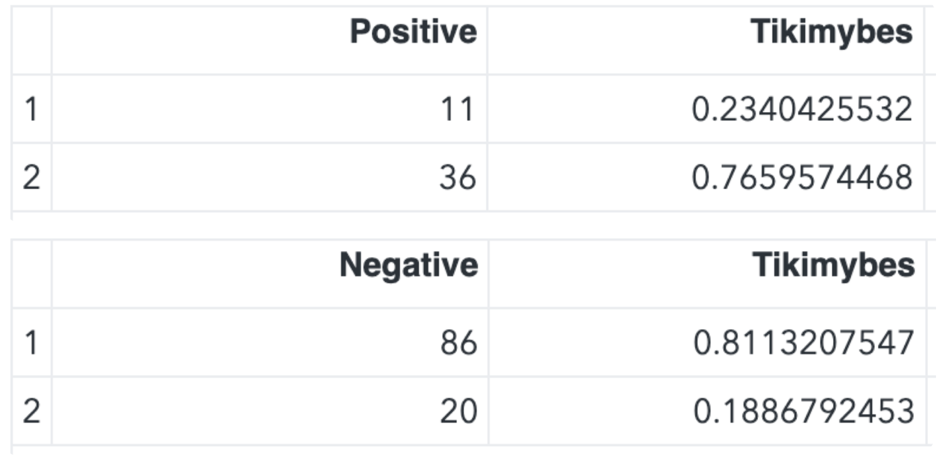 Positive Tikimybes
1 11 0.2340425532
2 36 0.7659574468
Negative Tikimybes
1 86 0.8113207547
2 20 0.1886792453